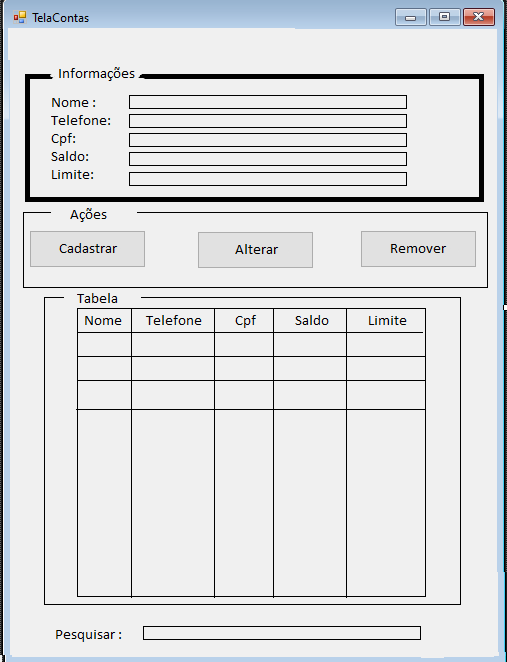 TelaContas
Informações
Nome :
Telefone:
Cpf:
Saldo:
Limite:
Ações
Cadastrar Alterar Remover
Tabela
Nome Telefone Cpf Saldo Limite
Pesquisar :